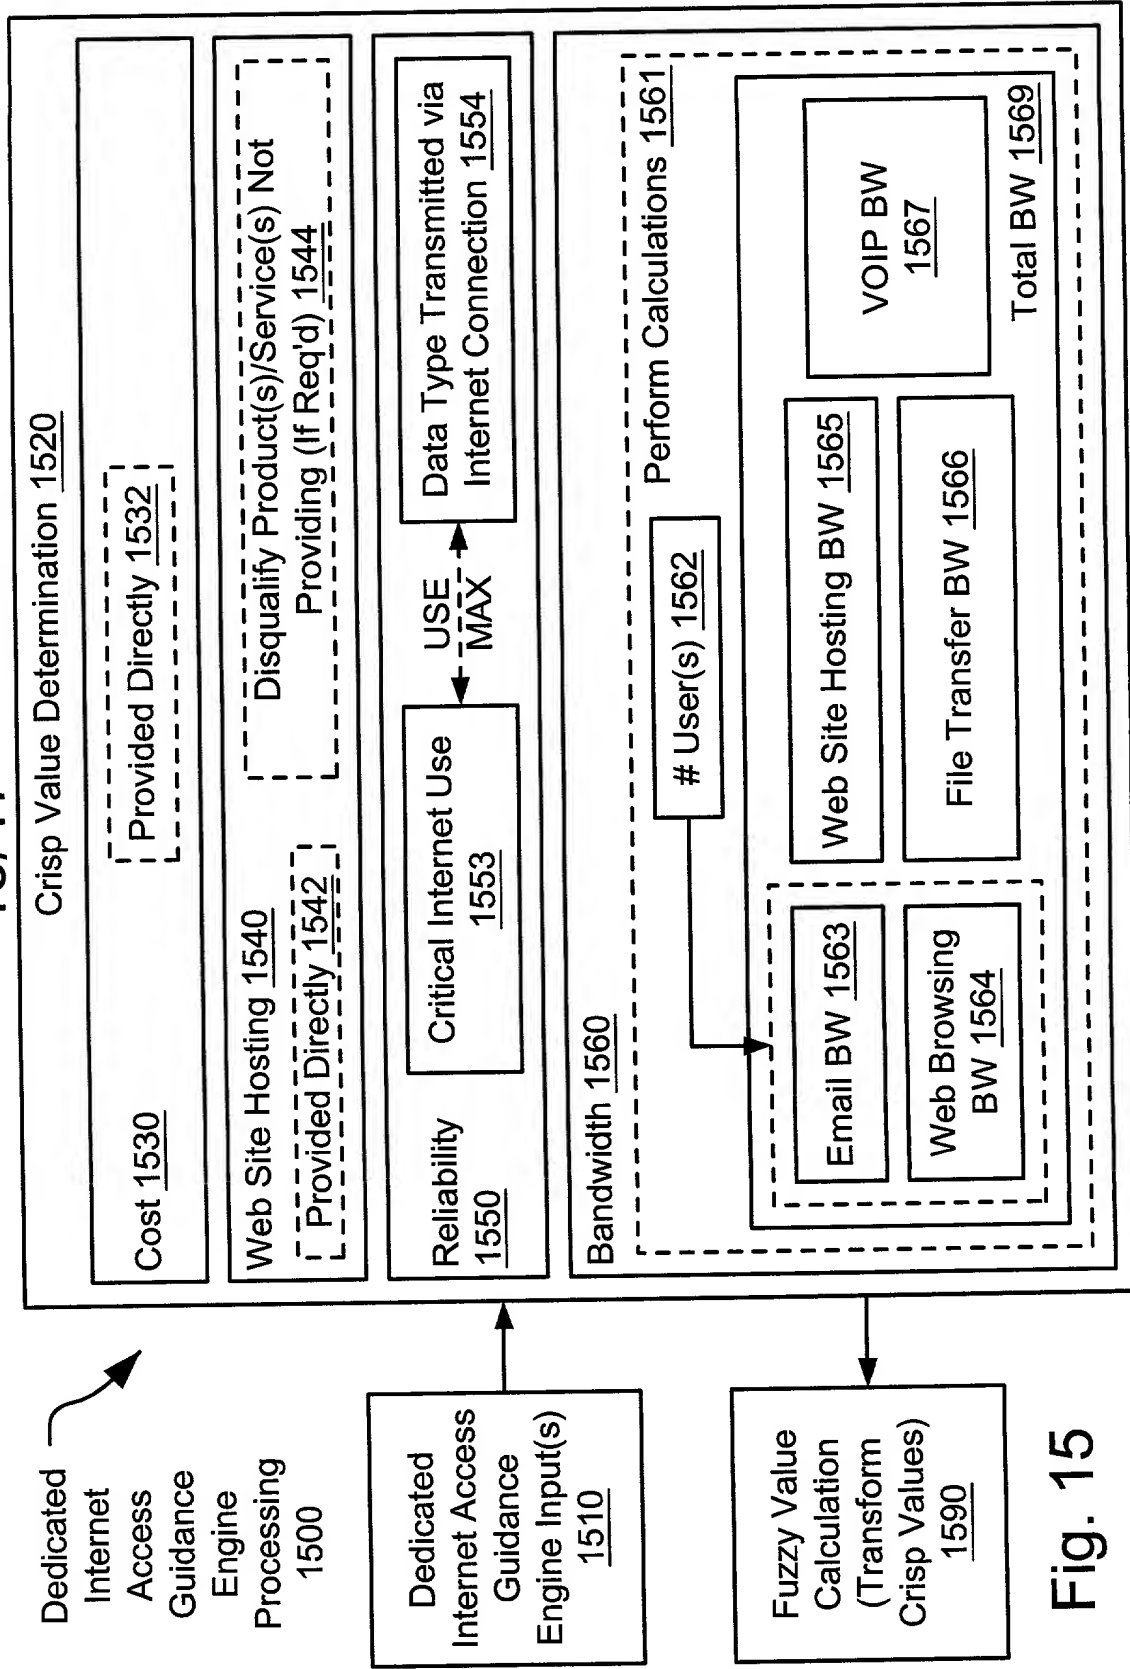 Crisp Value Determination 1520
Cost 1530
Provided Directly 1532
Web Site Hosting 1540
Provided Directly 1542
Disqualify Product(s)/Service(s) Not
Providing (If Req'd) 1544
Reliability
1550
Critical Internet Use
1553
USE
MAX
Data Type Transmitted via
Internet Connection 1554
Bandwidth 1560
Perform Calculations 1561
# User(s) 1562
Email BW 1563
Web Browsing
BW 1564
Web Site Hosting BW 1565
File Transfer BW 1566
VOIP BW
1567
Total BW 1569
Dedicated
Internet
Access
Guidance
Engine
Processing
1500
Dedicated
Internet Access
Guidance
Engine Input(s)
1510
Fuzzy Value
Calculation
(Transform
Crisp Values)
1590
Fig. 15